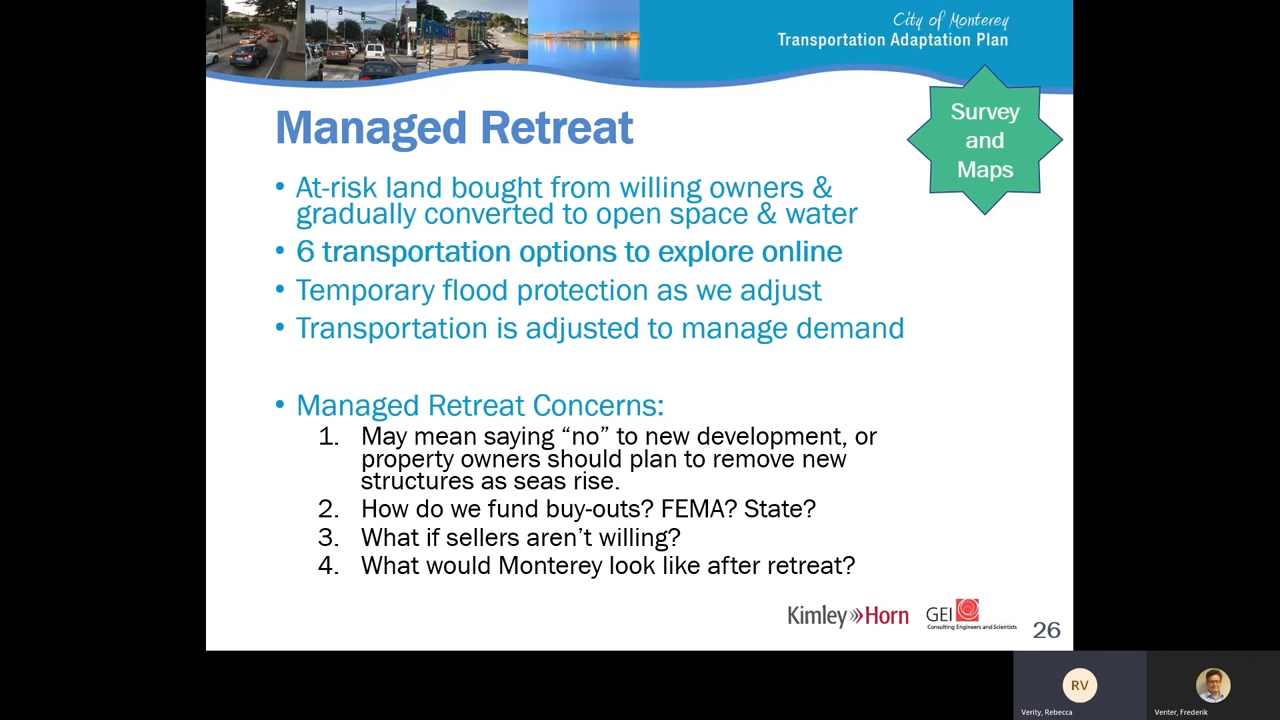 City of Monterey
Transportation Adaptation Plan
Survey
and
Maps
Managed Retreat
• At-risk land bought from willing owners &
gradually converted to open space & water
• 6 transportation options to explore online
• Temporary flood protection as we adjust
• Transportation is adjusted to manage demand
• Managed Retreat Concerns:
1. May mean saying “no” to new development, or
property owners should plan to remove new
structures as seas rise.
2. How do we fund buy-outs? FEMA? State?
3. What if sellers aren’t willing?
4. What would Monterey look like after retreat?
Kimley»Horn
GEI
Consulting Engineers and Scientists
26
RV
Verity, Rebecca
Venter, Frederik